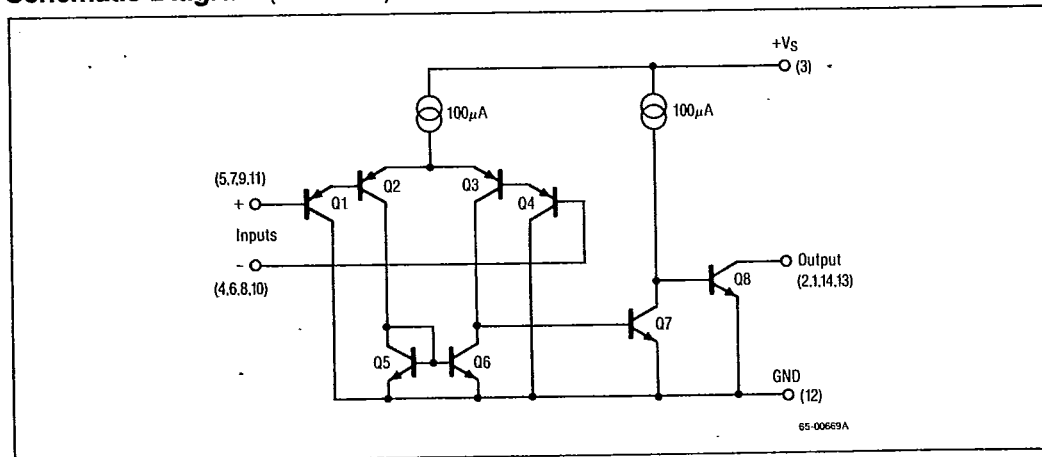 +VS
(3)
100µA
100µA
(5,7,9,11)
+
Q1
Q2
Q3
Q4
Inputs
-
(4,6,8,10)
Output
(2,1,14,13)
Q8
Q7
Q5
Q6
GND
(12)
65-00669A